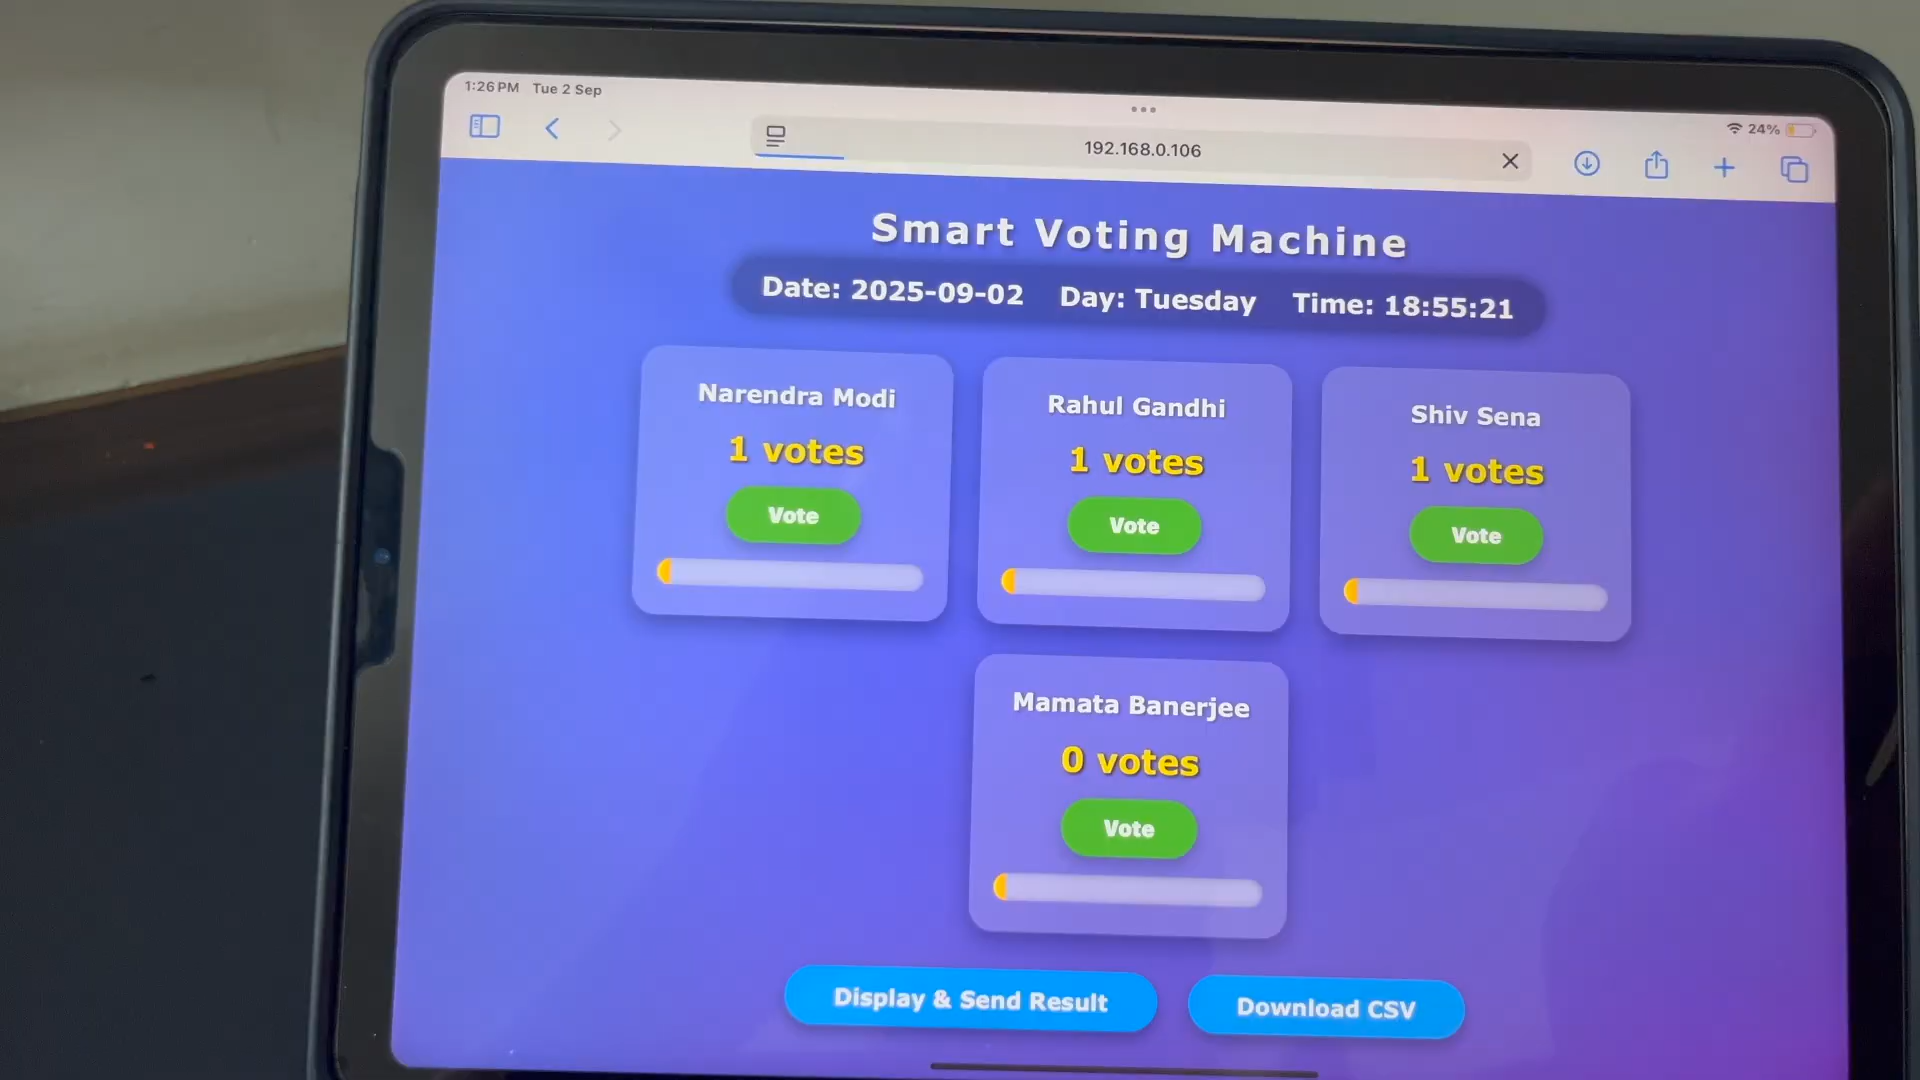 1:26 PM Tue 2 Sep
24%
192.168.0.106
Smart Voting Machine
Date: 2025-09-02 Day: Tuesday Time: 18:55:21
Narendra Modi
1 votes
Vote
Rahul Gandhi
1 votes
Vote
Shiv Sena
1 votes
Vote
Mamata Banerjee
0 votes
Vote
Display & Send Result
Download CSV